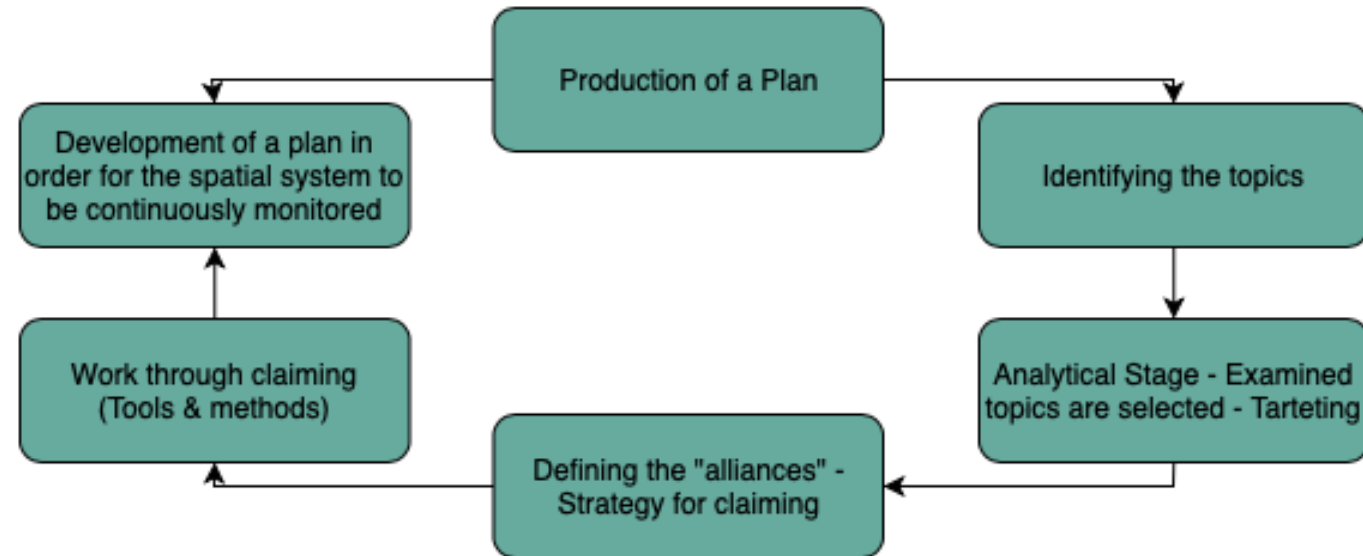 Production of a Plan
Identifying the topics
Analytical Stage - Examined
topics are selected - Tarteting
Defining the "alliances" -
Strategy for claiming
Work through claiming
(Tools & methods)
Development of a plan in
order for the spatial system to
be continuously monitored